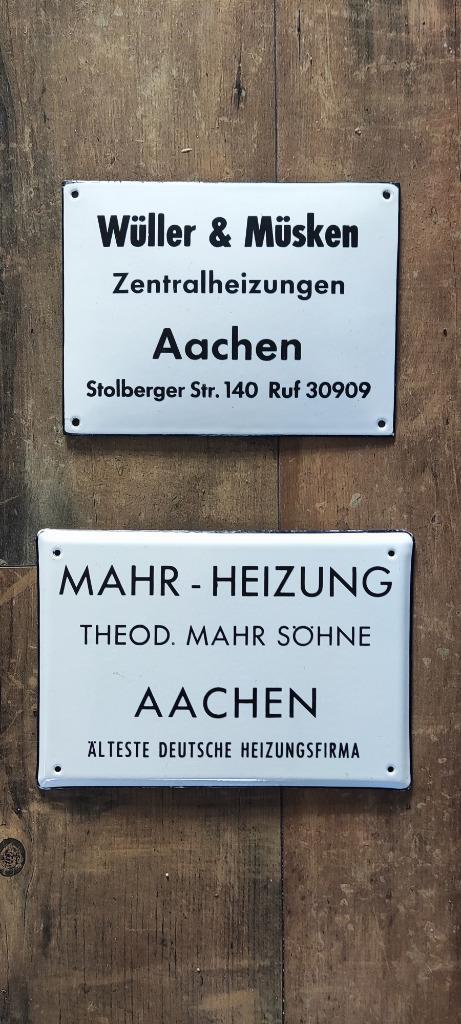 Wüller & Müsken
Zentralheizungen
Aachen
Stolberger Str. 140 Ruf 30909
MAHR - HEIZUNG
THEOD. MAHR SÖHNE
AACHEN
ÄLTESTE DEUTSCHE HEIZUNGSFIRMA